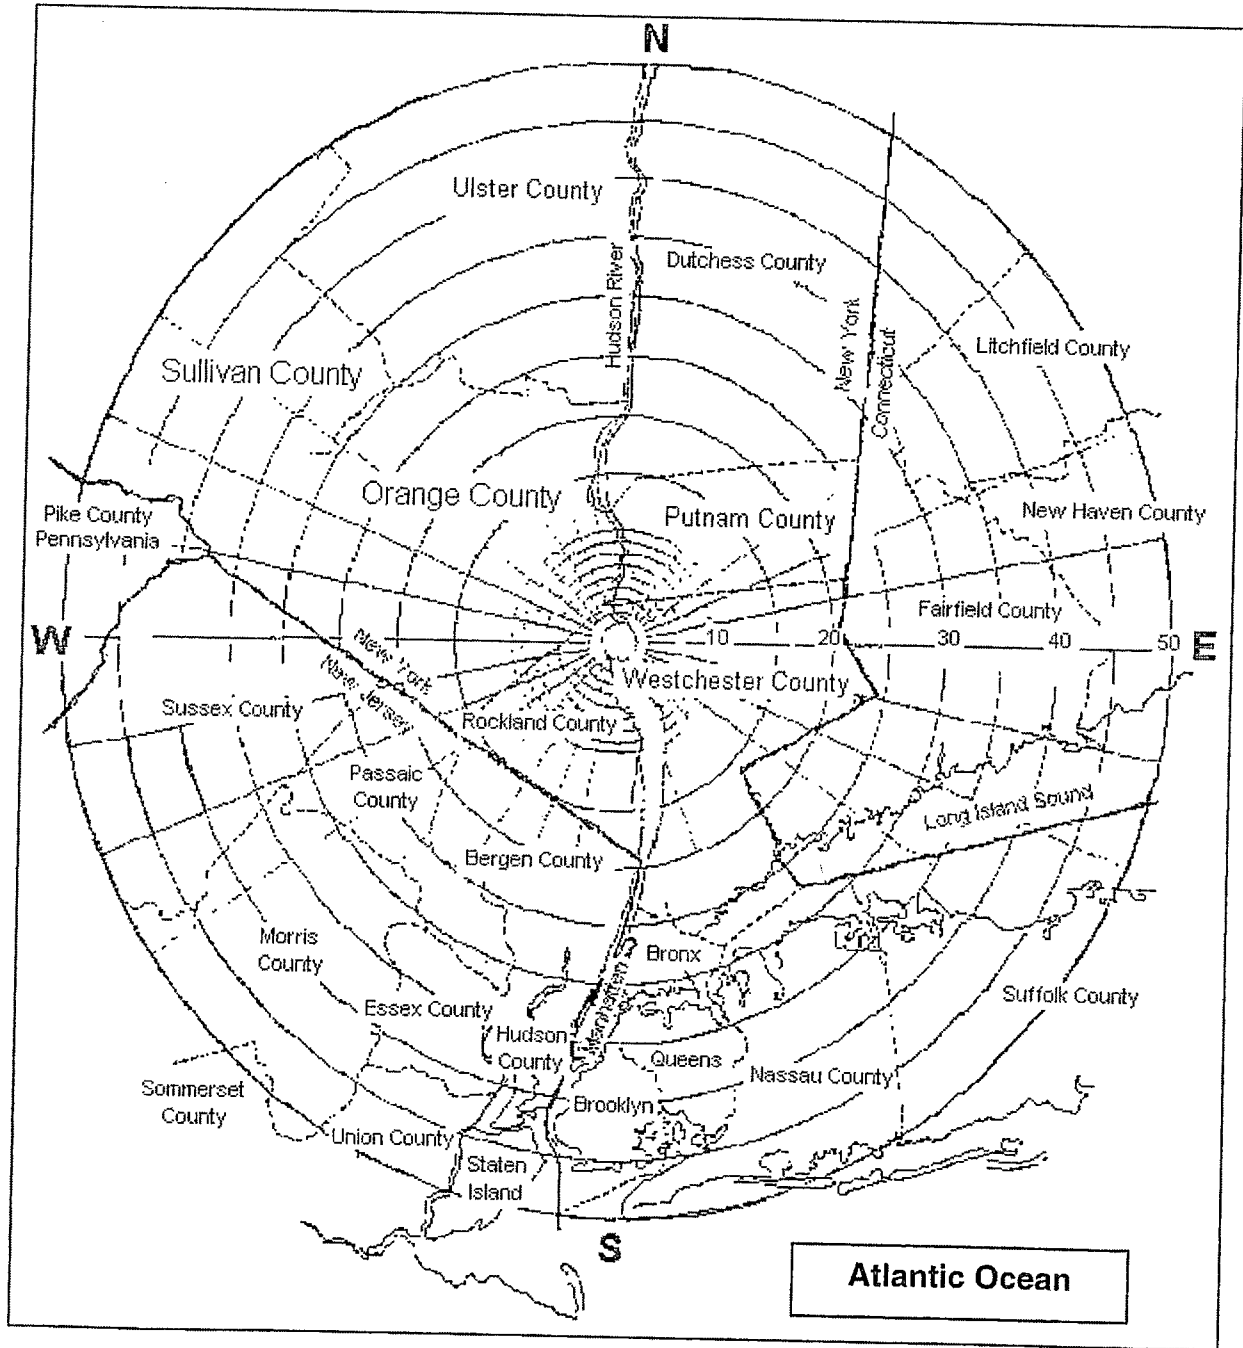 N
Ulster County
Dutchess County
Hudson River
New York
Connecticut
Litchfield County
Sullivan County
Orange County
Putnam County
New Haven County
Pike County
Pennsylvania
Fairfield County
W
10
20
30
40
50
E
New York
New Jersey
Westchester County
Sussex County
Rockland County
Passaic
County
Long Island Sound
Bergen County
Morris
County
Bronx
Manhatten
Suffolk County
Essex County
Hudson
County
Queens
Nassau County
Sommerset
County
Brooklyn
Union County
Staten
Island
S
Atlantic Ocean